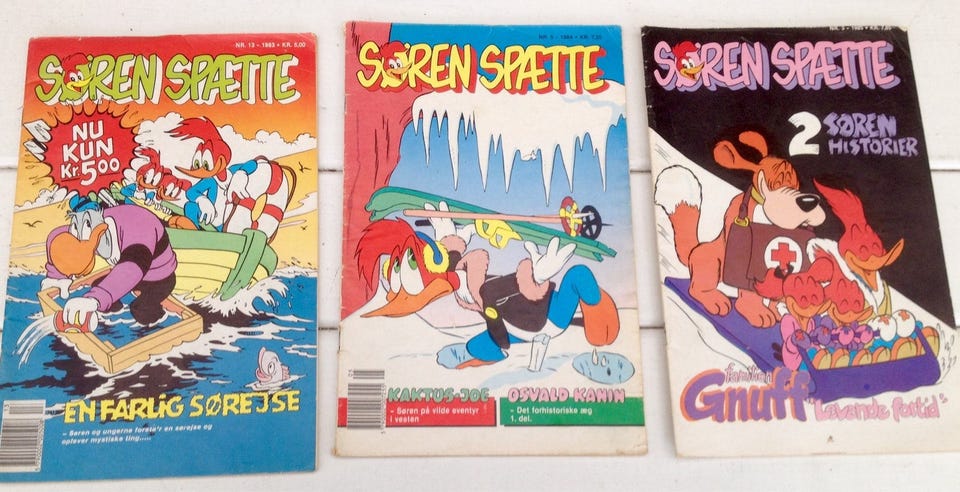 NR. 13 - 1983 • KR. 5,00
SØREN SPÆTTE
NU
KUN
Kr. 5.00
EN FARLIG SØREJSE
– Søren og ungerne foreta'r en sørejse og
oplever mystiske ting.....
SØREN SPÆTTE
KAKTUS-JOE
– Søren på vilde eventyr
i vesten
OSVALD KANIN
– Det forhistoriske æg
1. del.
SØREN SPÆTTE
2 SØREN
HISTORIER
familien
Gnuff
"Levende fortid"